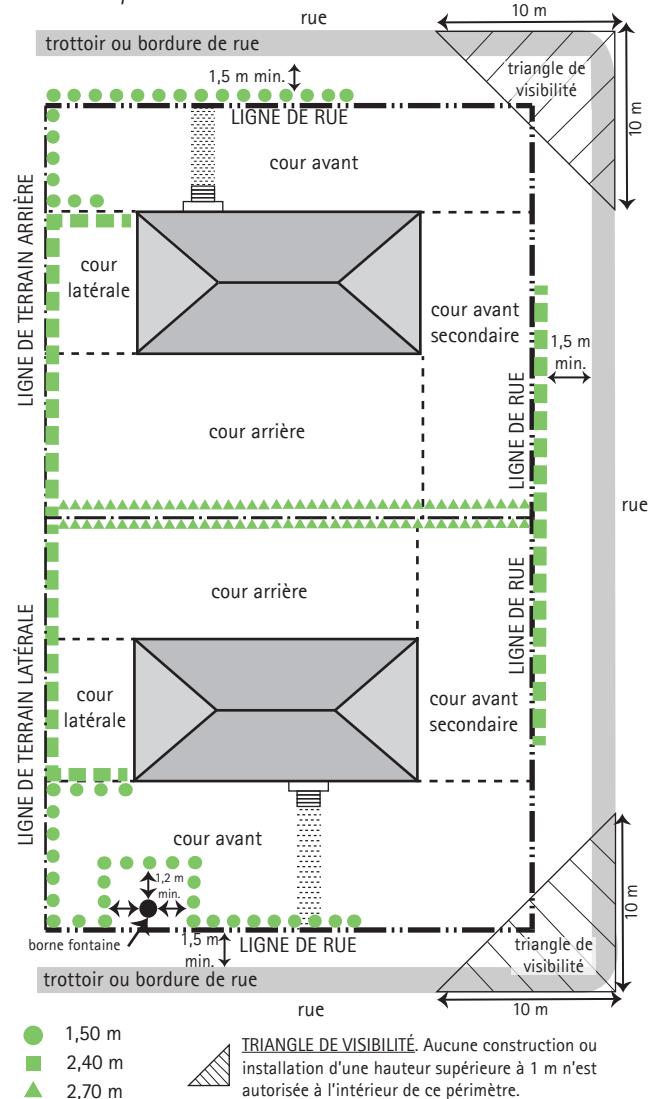 rue
10 m
trottoir ou bordure de rue
triangle de
visibilité
10 m
1,5 m min.
LIGNE DE RUE
cour avant
LIGNE DE TERRAIN ARRIÈRE
cour
latérale
cour avant
secondaire
1,5 m
min.
LIGNE DE RUE
cour arrière
rue
cour arrière
LIGNE DE RUE
LIGNE DE TERRAIN LATÉRALE
cour
latérale
cour avant
secondaire
cour avant
1,2 m
min.
10 m
borne fontaine
1,5 m
min.
LIGNE DE RUE
triangle de
visibilité
trottoir ou bordure de rue
rue
10 m
1,50 m
2,40 m
2,70 m
TRIANGLE DE VISIBILITÉ. Aucune construction ou
installation d'une hauteur supérieure à 1 m n'est
autorisée à l'intérieur de ce périmètre.